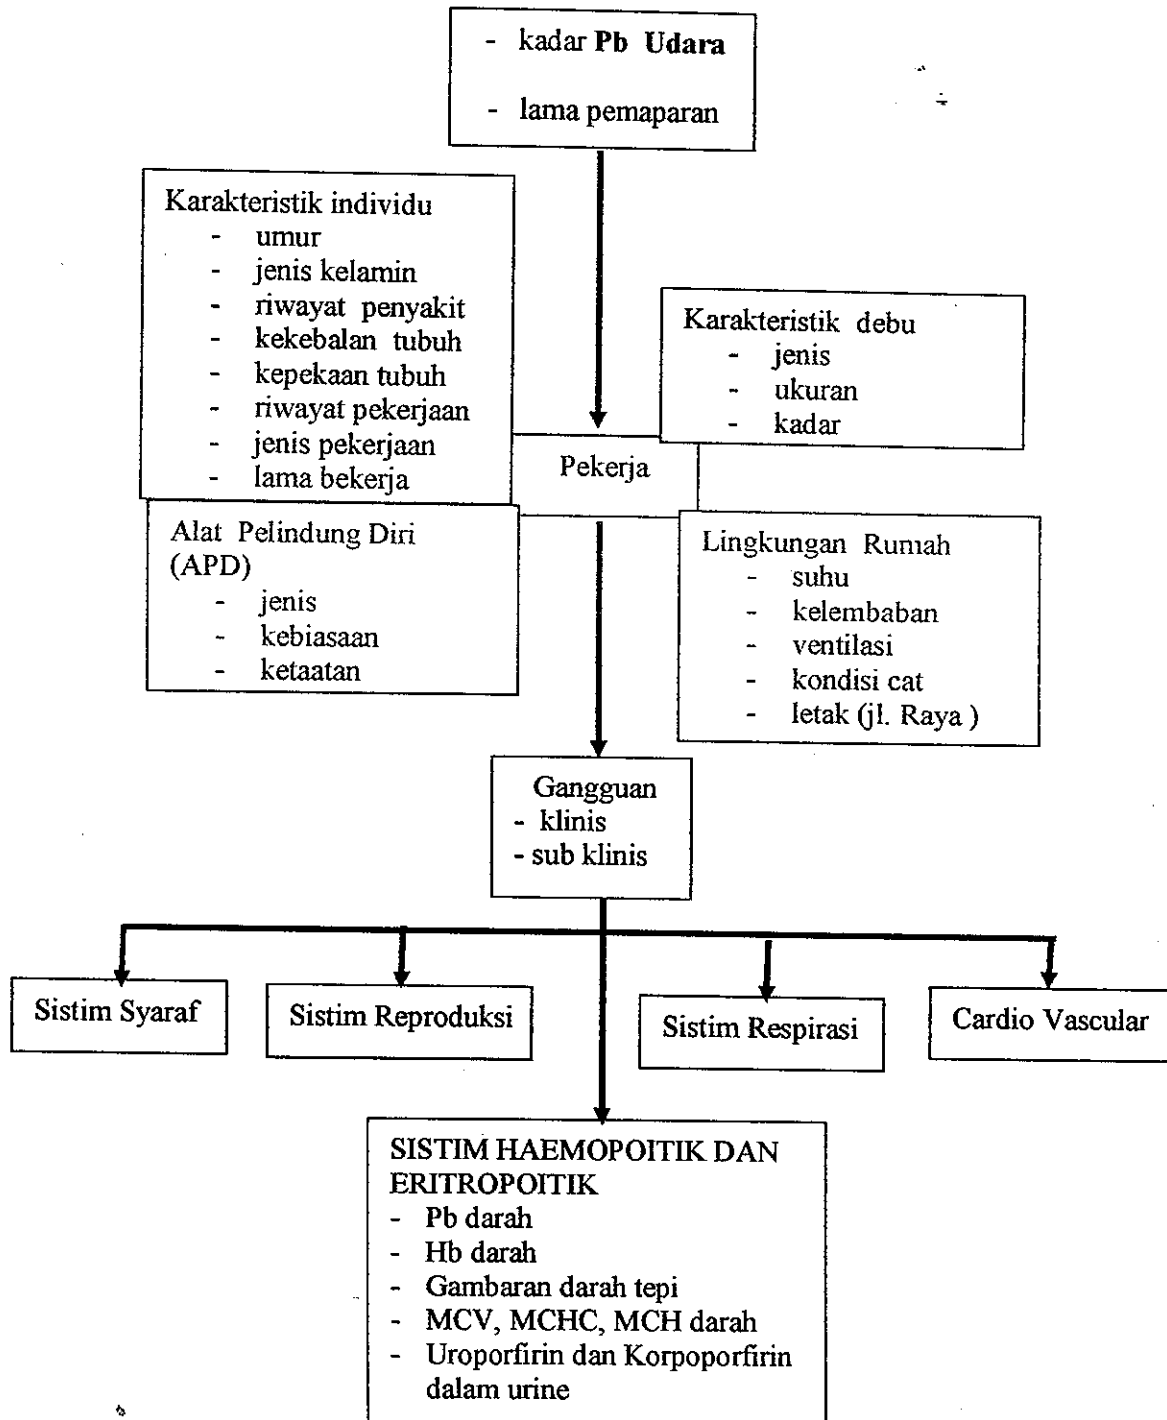 - kadar Pb Udara
- lama pemaparan
Karakteristik individu
- umur
- jenis kelamin
- riwayat penyakit
- kekebalan tubuh
- kepekaan tubuh
- riwayat pekerjaan
- jenis pekerjaan
- lama bekerja
Karakteristik debu
- jenis
- ukuran
- kadar
Pekerja
Alat Pelindung Diri
(APD)
- jenis
- kebiasaan
- ketaatan
Lingkungan Rumah
- suhu
- kelembaban
- ventilasi
- kondisi cat
- letak (jl. Raya )
Gangguan
- klinis
- sub klinis
Sistim Syaraf
Sistim Reproduksi
Sistim Respirasi
Cardio Vascular
SISTIM HAEMOPOITIK DAN
ERITROPOITIK
- Pb darah
- Hb darah
- Gambaran darah tepi
- MCV, MCHC, MCH darah
- Uroporfirin dan Korpoporfirin
dalam urine